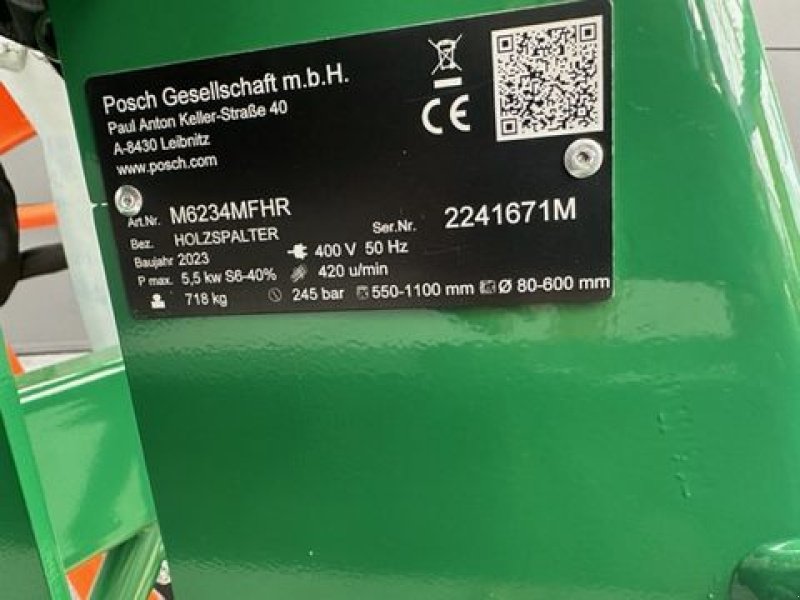 Posch Gesellschaft m.b.H.
Paul Anton Keller-Straße 40
A-8430 Leibnitz
www.posch.com
CE
Art.Nr. M6234MFHR Ser.Nr. 2241671M
Bez. HOLZSPALTER
Baujahr 2023 400 V 50 Hz
P max. 5,5 kw S6-40% 420 u/min
718 kg 245 bar 550-1100 mm Ø 80-600 mm